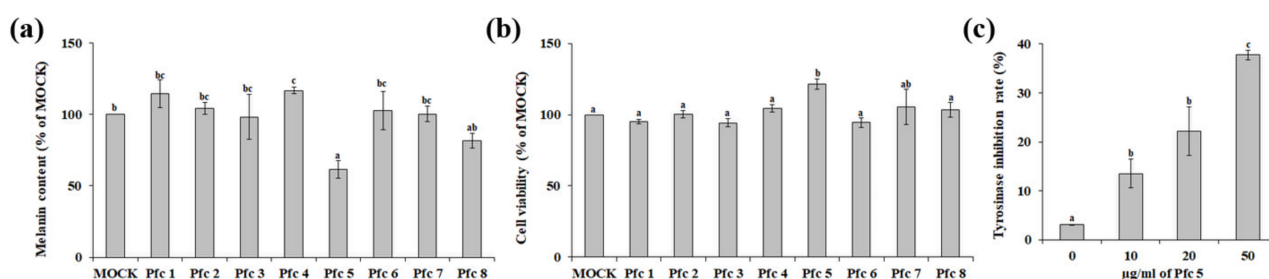 (a)
Melanin content (% of MOCK)
150
100
50
0
b
bc
bc
bc
c
a
bc
bc
ab
MOCK Pfc 1 Pfc 2 Pfc 3 Pfc 4 Pfc 5 Pfc 6 Pfc 7 Pfc 8
(b)
Cell viability (% of MOCK)
150
100
50
0
a
a
a
a
a
b
a
ab
a
MOCK Pfc 1 Pfc 2 Pfc 3 Pfc 4 Pfc 5 Pfc 6 Pfc 7 Pfc 8
(c)
Tyrosinase inhibition rate (%)
40
30
20
10
0
a
b
b
c
0 10 20 50
µg/ml of Pfc 5